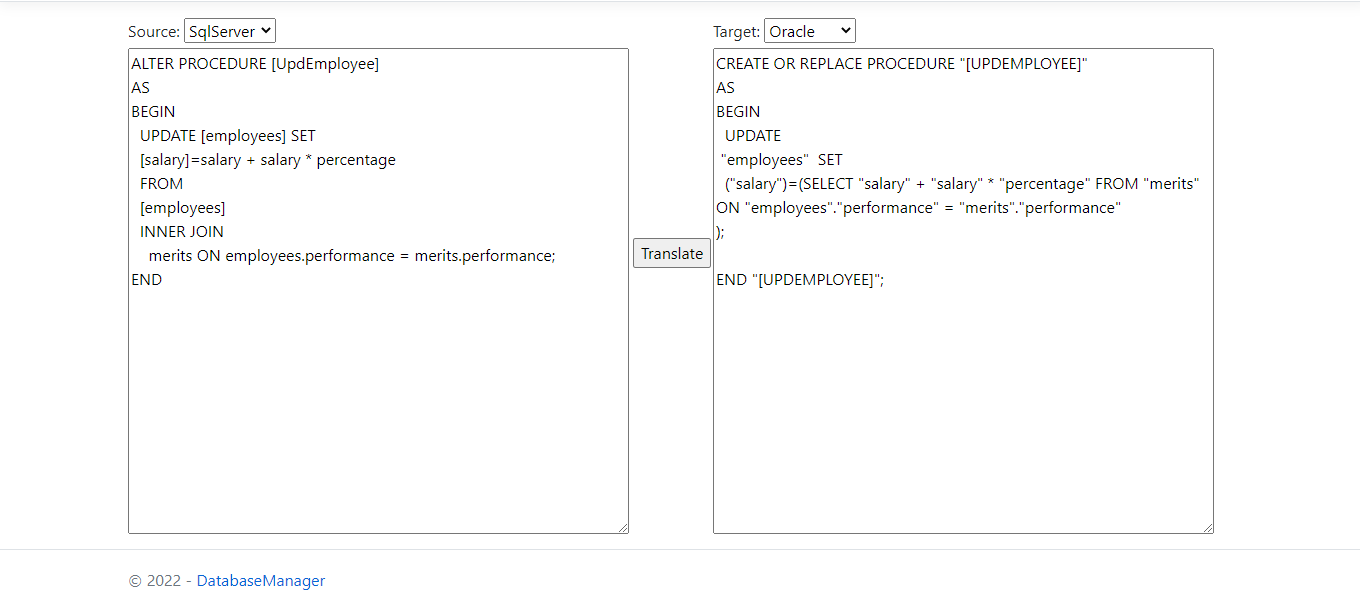 Source: SqlServer
ALTER PROCEDURE [UpdEmployee]
AS
BEGIN
UPDATE [employees] SET
[salary]=salary + salary * percentage
FROM
[employees]
INNER JOIN
merits ON employees.performance = merits.performance;
END
Translate
Target: Oracle
CREATE OR REPLACE PROCEDURE "[UPDEMPLOYEE]"
AS
BEGIN
UPDATE
"employees" SET
("salary")=(SELECT "salary" + "salary" * "percentage" FROM "merits"
ON "employees"."performance" = "merits"."performance"
);
END "[UPDEMPLOYEE]";
© 2022 - DatabaseManager